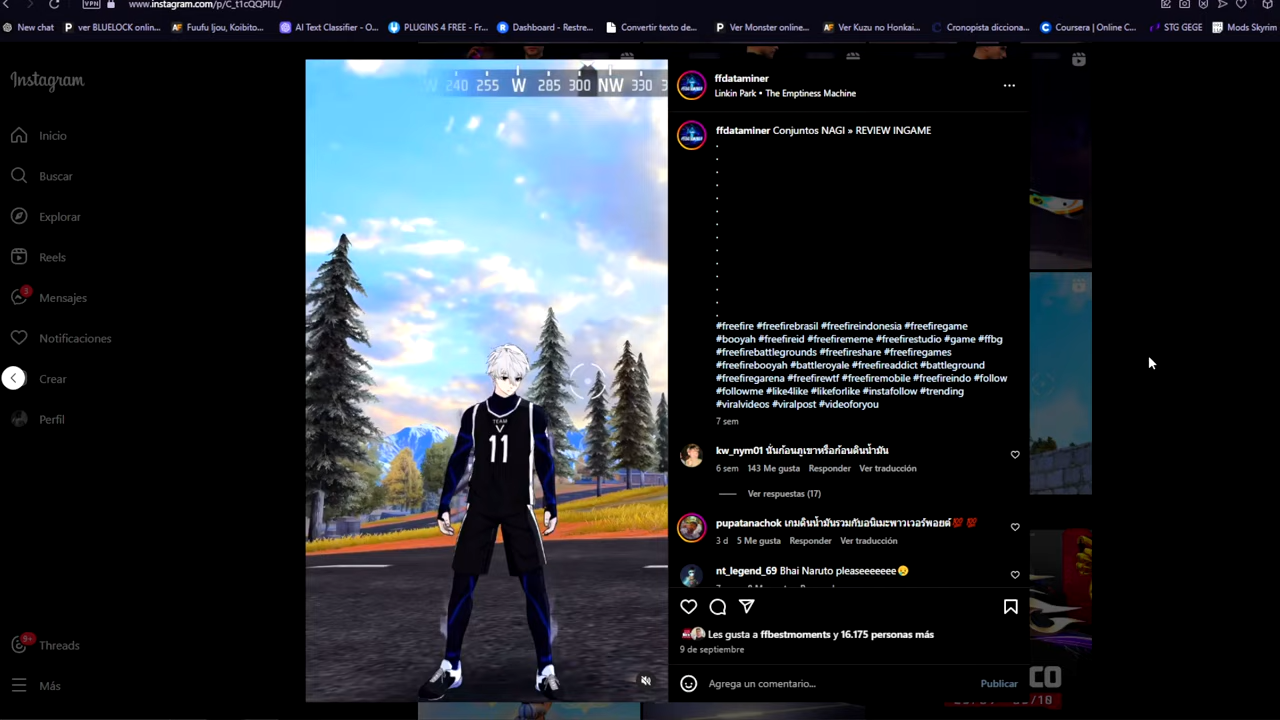 VPN
www.instagram.com/p/C_t1cQQPIJL/
New chat
ver BLUELOCK onlin...
Fuufu Ijou, Koibito...
AI Text Classifier - O...
PLUGINS 4 FREE - Fr...
Dashboard - Restre...
Convertir texto de...
Ver Monster onlin...
Ver Kuzu no Honkai...
Cronopista dicciona...
Coursera | Online C...
STG GEGE
Mods Skyrim
Instagram
Inicio
Buscar
Explorar
Reels
3
Mensajes
Notificaciones
Crear
Perfil
9+
Threads
Más
W 240 255 W 285 300 NW 330
TEAM
V
11
ffdataminer
Linkin Park • The Emptiness Machine
ffdataminer Conjuntos NAGI » REVIEW INGAME
.
.
.
.
.
.
.
.
.
.
.
.
.
.
#freefire #freefirebrasil #freefireindonesia #freefiregame
#booyah #freefireid #freefirememe #freefirestudio #game #ffbg
#freefirebattlegrounds #freefireshare #freefiregames
#freefirebooyah #battleroyale #freefireaddict #battleground
#freefiregarena #freefirewtf #freefiremobile #freefireindo #follow
#followme #like4like #likeforlike #instafollow #trending
#viralvideos #viralpost #videoforyou
7 sem
kw_nym01 นั่นก้อนภูเขาหรือก้อนดินน้ำมัน
6 sem 143 Me gusta Responder Ver traducción
Ver respuestas (17)
pupatanachok เกมดินน้ำมันรวมกับอนิเมะพาวเวอร์พอยต์💯 💯
3 d 5 Me gusta Responder Ver traducción
nt_legend_69 Bhai Naruto pleaseeeeeee😟
Les gusta a ffbestmoments y 16.175 personas más
9 de septiembre
Agrega un comentario...
Publicar
CO